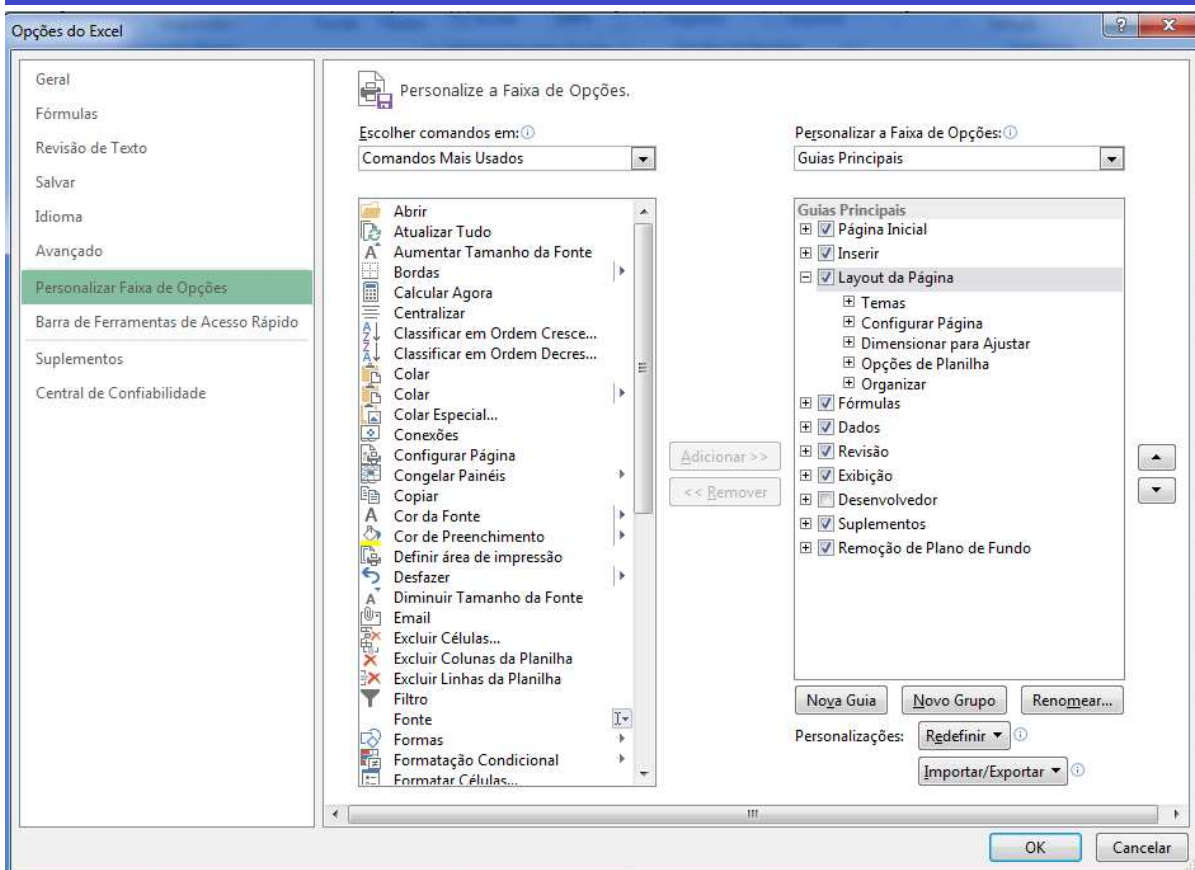 Opções do Excel
Geral
Fórmulas
Revisão de Texto
Salvar
Idioma
Avançado
Personalizar Faixa de Opções
Barra de Ferramentas de Acesso Rápido
Suplementos
Central de Confiabilidade
Personalize a Faixa de Opções.
Escolher comandos em:
Comandos Mais Usados
Abrir
Atualizar Tudo
Aumentar Tamanho da Fonte
Bordas
Calcular Agora
Centralizar
Classificar em Ordem Cresce...
Classificar em Ordem Decres...
Colar
Colar
Colar Especial...
Conexões
Configurar Página
Congelar Painéis
Copiar
Cor da Fonte
Cor de Preenchimento
Definir área de impressão
Desfazer
Diminuir Tamanho da Fonte
Email
Excluir Células...
Excluir Colunas da Planilha
Excluir Linhas da Planilha
Filtro
Fonte
Formas
Formatação Condicional
Formatar Células...
Adicionar >>
<< Remover
Personalizar a Faixa de Opções:
Guias Principais
Guias Principais
Página Inicial
Inserir
Layout da Página
Temas
Configurar Página
Dimensionar para Ajustar
Opções de Planilha
Organizar
Fórmulas
Dados
Revisão
Exibição
Desenvolvedor
Suplementos
Remoção de Plano de Fundo
Nova Guia Novo Grupo Renomear...
Personalizações: Redefinir
Importar/Exportar
OK Cancelar